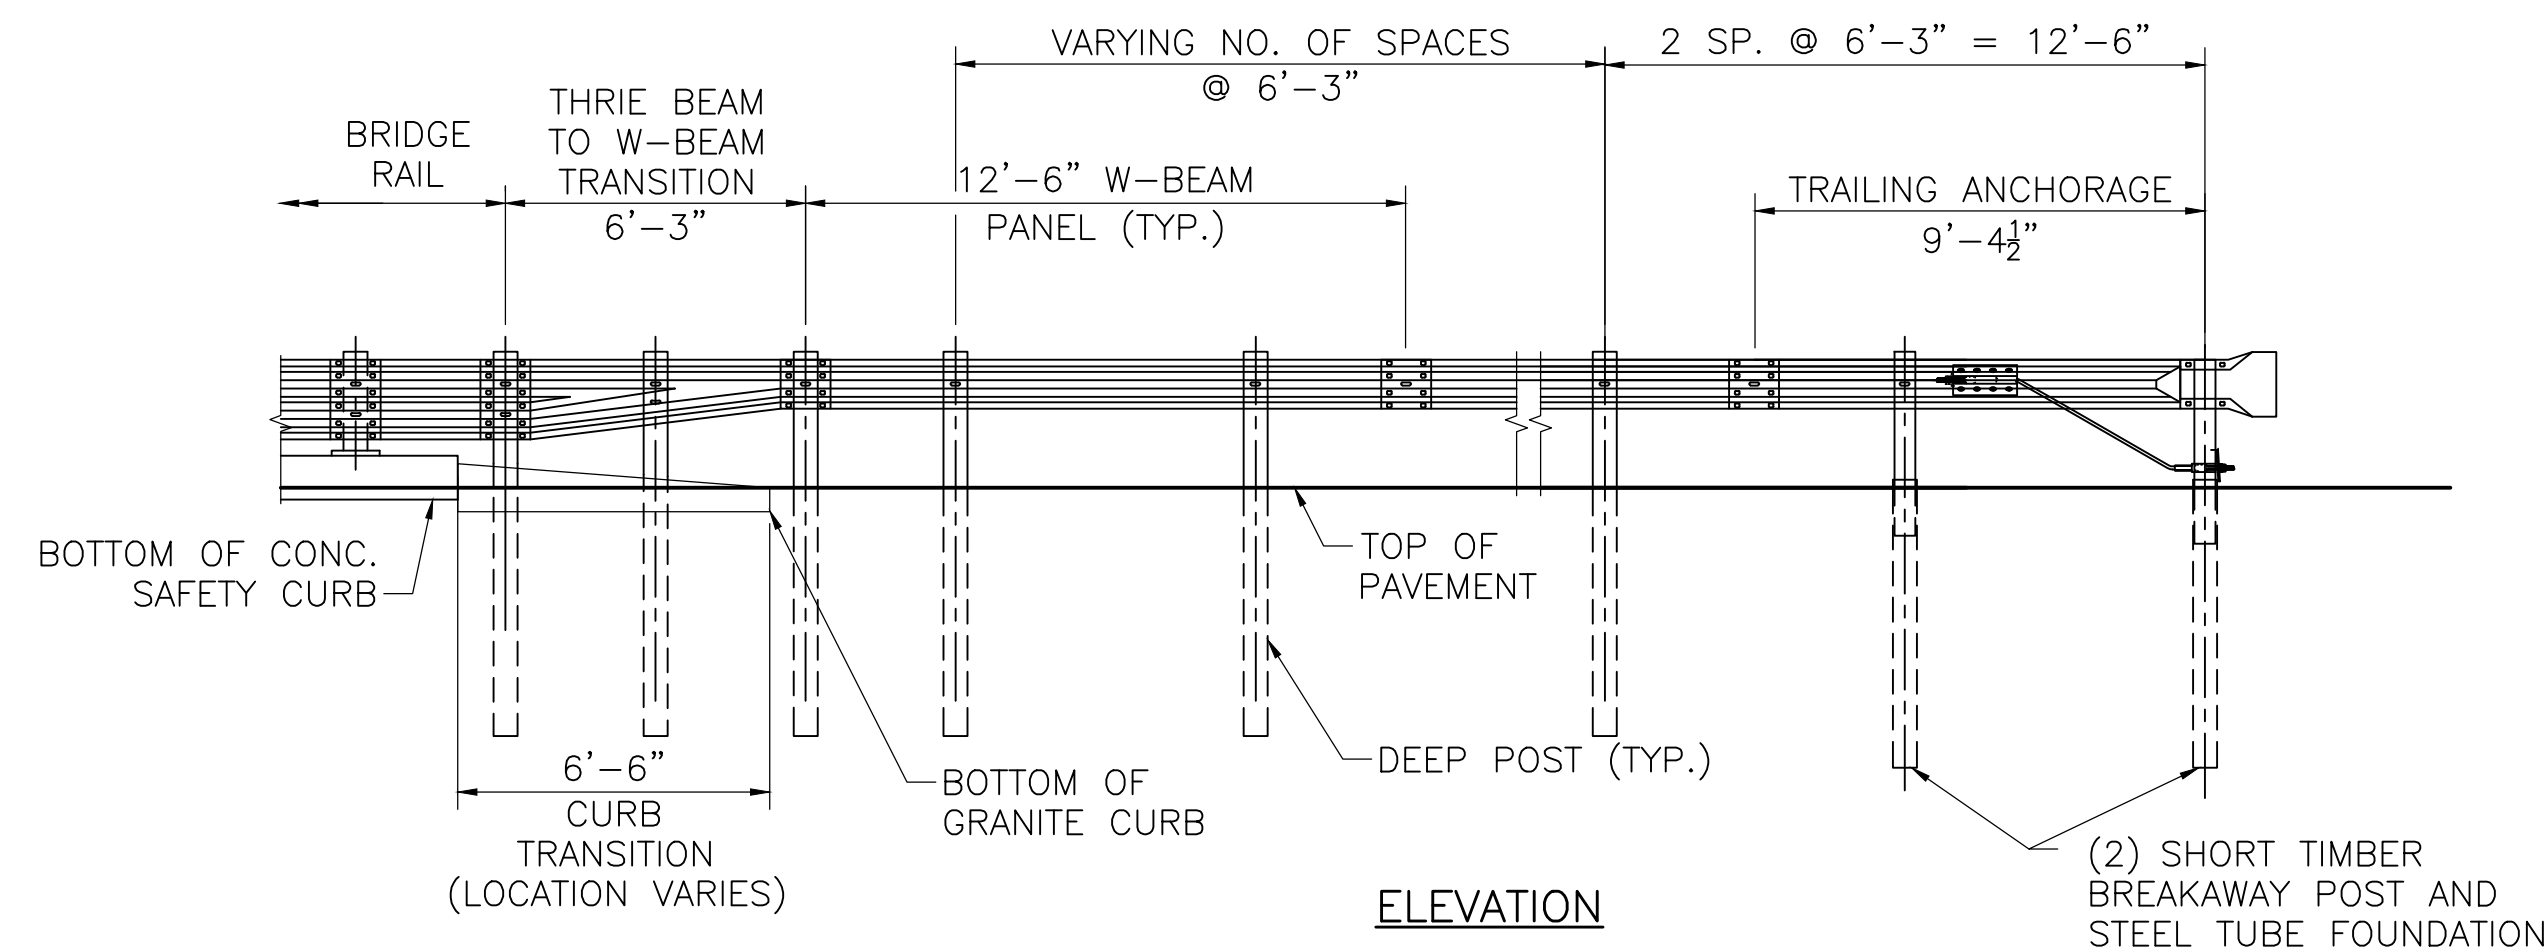 VARYING NO. OF SPACES
@ 6'-3"
2 SP. @ 6'-3" = 12'-6"
BRIDGE
RAIL
THRIE BEAM
TO W-BEAM
TRANSITION
6'-3"
12'-6" W-BEAM
PANEL (TYP.)
TRAILING ANCHORAGE
9'-4½"
BOTTOM OF CONC.
SAFETY CURB
TOP OF
PAVEMENT
6'-6"
CURB
TRANSITION
(LOCATION VARIES)
BOTTOM OF
GRANITE CURB
DEEP POST (TYP.)
(2) SHORT TIMBER
BREAKAWAY POST AND
STEEL TUBE FOUNDATION
ELEVATION